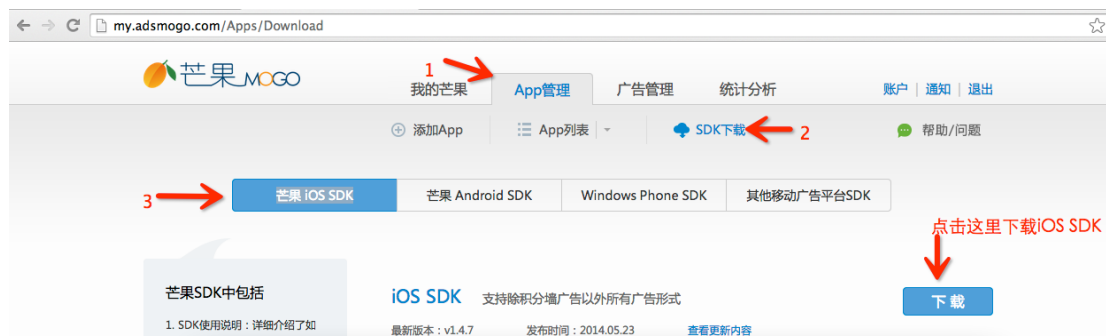 my.adsmogo.com/Apps/Download
芒果 MOGO
1
我的芒果 App管理 广告管理 统计分析 账户 | 通知 | 退出
添加App App列表 SDK下载 2 帮助/问题
3 芒果 iOS SDK 芒果 Android SDK Windows Phone SDK 其他移动广告平台SDK
点击这里下载iOS SDK
芒果SDK中包括 iOS SDK 支持除积分墙广告以外所有广告形式 下 载
1. SDK使用说明：详细介绍了如 最新版本：v1.4.7 发布时间：2014.05.23 查看更新内容